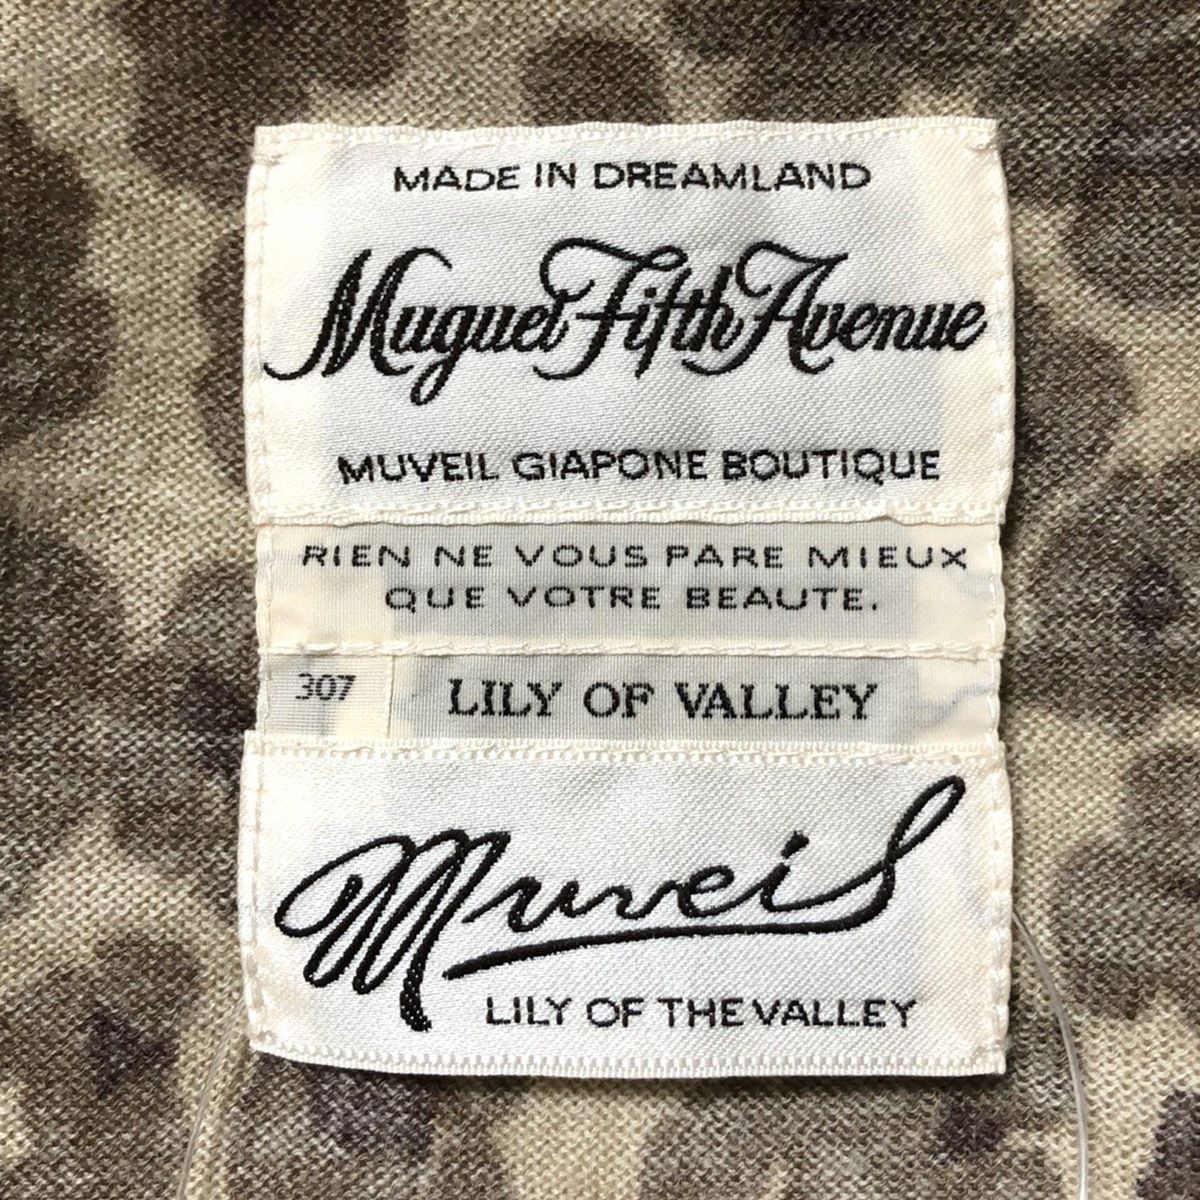 MADE IN DREAMLAND
Muguet Fifth Avenue
MUVEIL GIAPONE BOUTIQUE
RIEN NE VOUS PARE MIEUX
QUE VOTRE BEAUTE.
307 LILY OF VALLEY
Muveil
LILY OF THE VALLEY